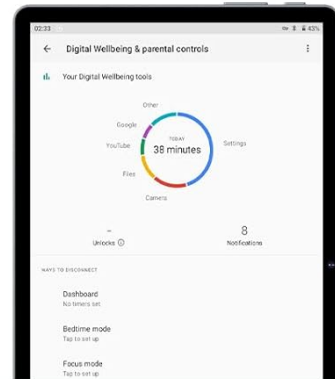 02:33
43%
Digital Wellbeing & parental controls
Your Digital Wellbeing tools
Other
Google
YouTube
Files
Camera
Settings
TODAY
38 minutes
-
Unlocks
8
Notifications
WAYS TO DISCONNECT
Dashboard
No timers set
Bedtime mode
Tap to set up
Focus mode
Tap to set up